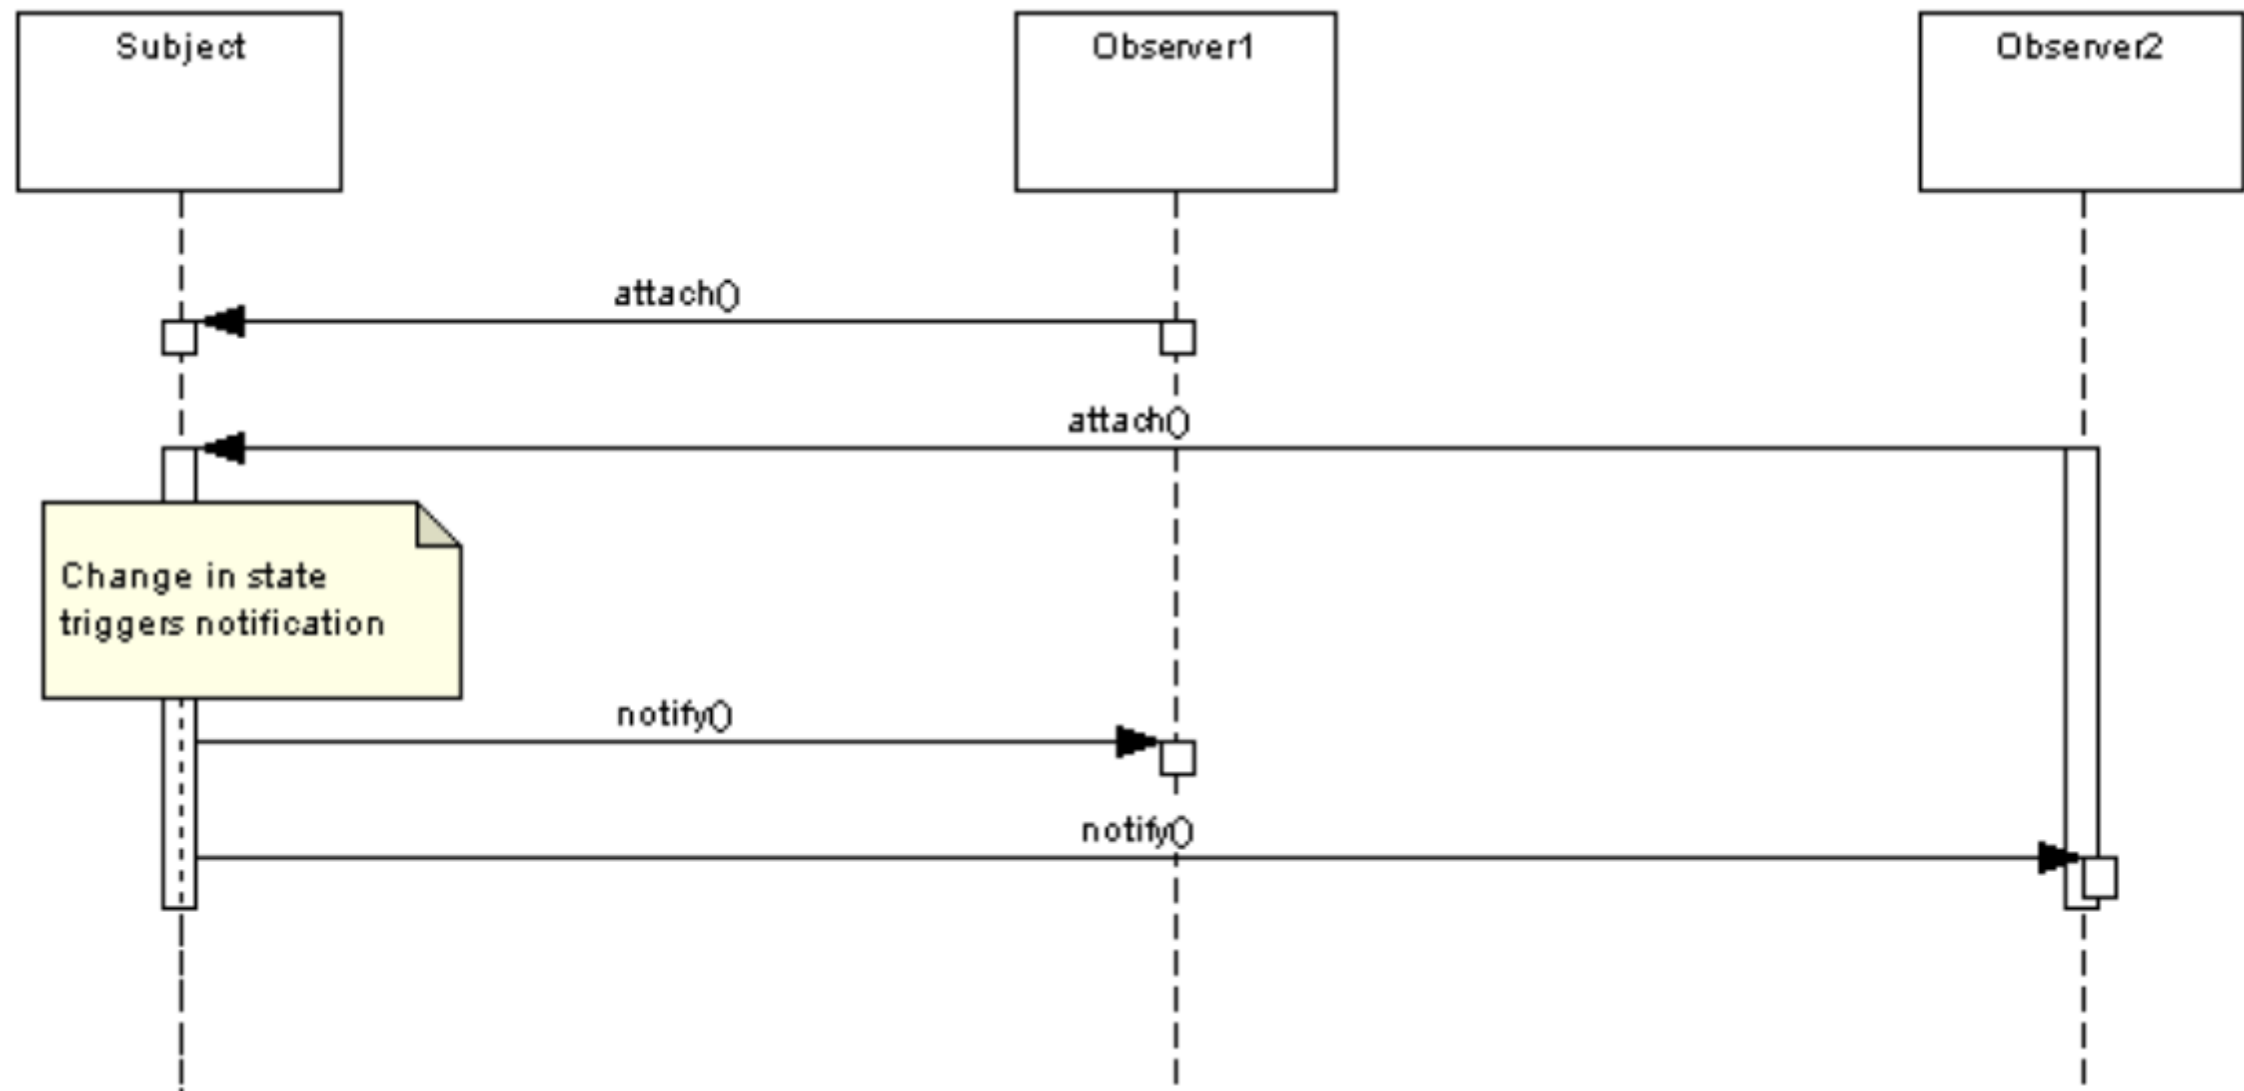 Subject
Observer1
Observer2
attach()
attach()
Change in state
triggers notification
notify()
notify()